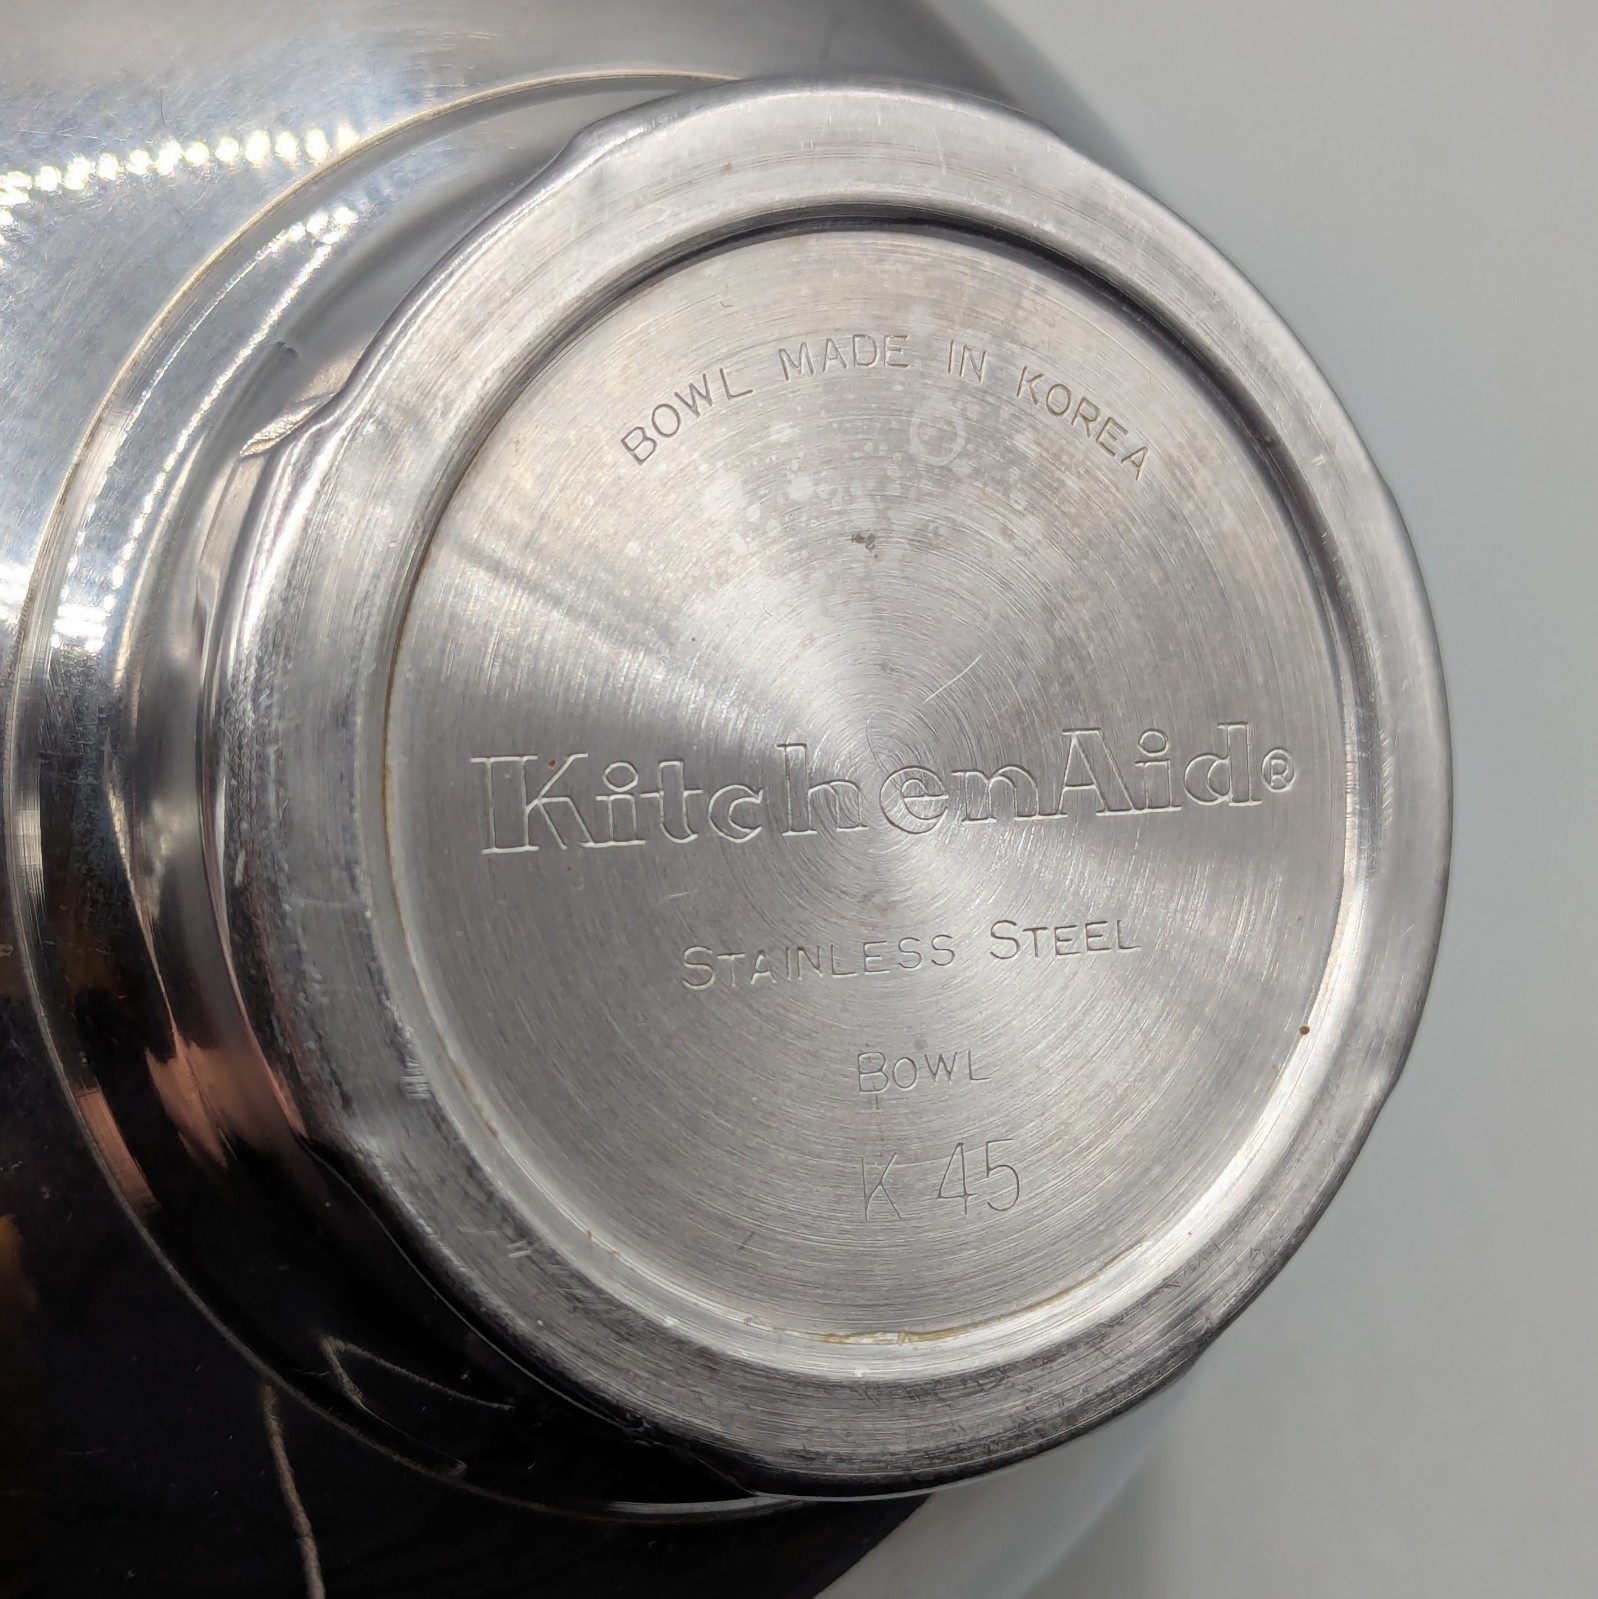 BOWL MADE IN KOREA
KitchenAid®
STAINLESS STEEL
BOWL
K 45